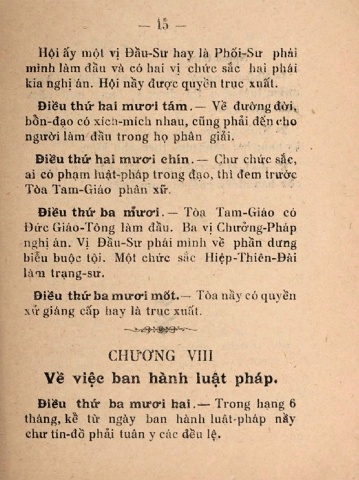 — 15 —
Hội ấy một vị Đầu-Sư hay là Phối-Sư phái
mình làm đầu và có hai vị chức sắc hai phái
kia nghị án. Hội nầy được quyền trục xuất.
Điều thứ hai mươi tám.— Về đường đời,
bổn-đạo có xích-mích nhau, cũng phải đến cho
người làm đầu trong họ phân giải.
Điều thứ hai mươi chín.— Chư chức sắc,
ai có phạm luật-pháp trong đạo, thì đem trước
Tòa Tam-Giáo phân xử.
Điều thứ ba mươi. — Tòa Tam-Giáo có
Đức Giáo-Tông làm đầu. Ba vị Chưởng-Pháp
nghị án. Vị Đầu-Sư phái mình về phần dưng
biểu buộc tội. Một chức sắc Hiệp-Thiên-Đài
làm trạng-sư.
Điều thứ ba mươi mốt.— Tòa nầy có quyền
xử giáng cấp hay là trục xuất.
CHƯƠNG VIII
Về việc ban hành luật pháp.
Điều thứ ba mươi hai.— Trong hạng 6
tháng, kể từ ngày ban hành luật-pháp nầy
chư tín-đồ phải tuân y các đều lệ.